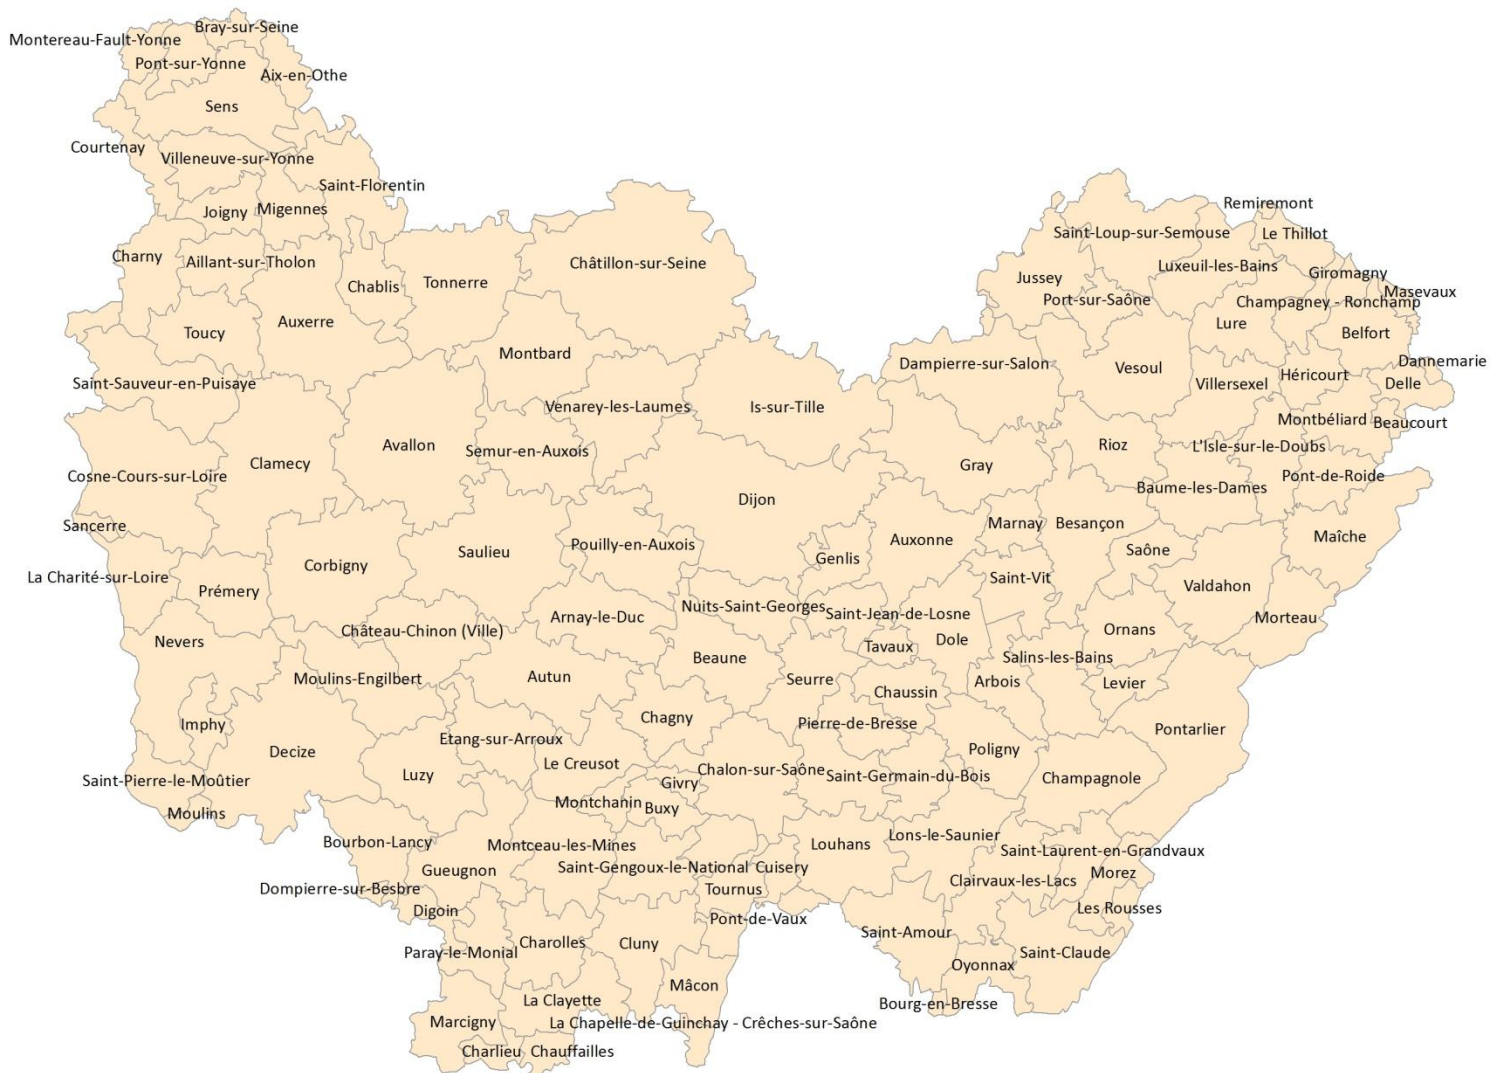 Bray-sur-Seine
Montereau-Fault-Yonne
Pont-sur-Yonne
Aix-en-Othe
Sens
Courtenay
Villeneuve-sur-Yonne
Saint-Florentin
Remiremont
Joigny
Migennes
Saint-Loup-sur-Semouse
Le Thillot
Charny
Aillant-sur-Tholon
Châtillon-sur-Seine
Luxeuil-les-Bains
Giromagny
Jussey
Tonnerre
Chablis
Masevaux
Port-sur-Saône
Champagney - Ronchamp
Auxerre
Lure
Toucy
Belfort
Montbard
Dampierre-sur-Salon
Vesoul
Dannemarie
Héricourt
Saint-Sauveur-en-Puisaye
Villersexel
Delle
Venarey-les-Laumes
Is-sur-Tille
Montbéliard
Beaucourt
Avallon
Rioz
L'Isle-sur-le-Doubs
Semur-en-Auxois
Clamecy
Gray
Cosne-Cours-sur-Loire
Pont-de-Roide
Baume-les-Dames
Dijon
Sancerre
Marnay
Besançon
Maîche
Auxonne
Pouilly-en-Auxois
Saulieu
Saône
Genlis
Corbigny
La Charité-sur-Loire
Saint-Vit
Valdahon
Prémery
Nuits-Saint-Georges
Saint-Jean-de-Losne
Arnay-le-Duc
Morteau
Château-Chinon (Ville)
Ornans
Nevers
Dole
Tavaux
Beaune
Salins-les-Bains
Autun
Moulins-Engilbert
Seurre
Arbois
Levier
Chaussin
Chagny
Imphy
Pierre-de-Bresse
Pontarlier
Etang-sur-Arroux
Decize
Poligny
Le Creusot
Chalon-sur-Saône
Luzy
Saint-Germain-du-Bois
Champagnole
Saint-Pierre-le-Moûtier
Givry
Montchanin
Buxy
Moulins
Lons-le-Saunier
Bourbon-Lancy
Montceau-les-Mines
Louhans
Saint-Laurent-en-Grandvaux
Saint-Gengoux-le-National
Cuisery
Gueugnon
Morez
Clairvaux-les-Lacs
Dompierre-sur-Besbre
Tournus
Les Rousses
Digoin
Pont-de-Vaux
Saint-Amour
Charolles
Cluny
Paray-le-Monial
Saint-Claude
Oyonnax
Mâcon
La Clayette
Bourg-en-Bresse
Marcigny
La Chapelle-de-Guinchay - Crêches-sur-Saône
Charlieu
Chauffailles